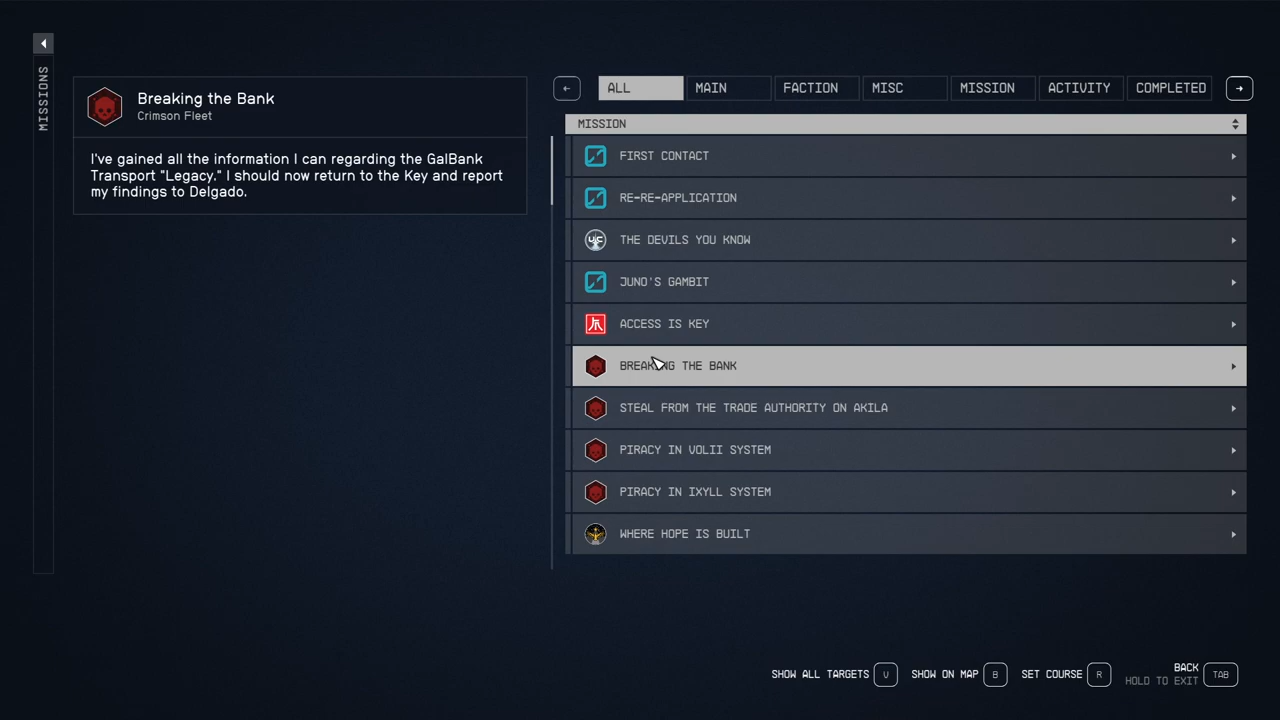 MISSIONS
Breaking the Bank
Crimson Fleet
I've gained all the information I can regarding the GalBank
Transport "Legacy." I should now return to the Key and report
my findings to Delgado.
ALL
MAIN
FACTION
MISC
MISSION
ACTIVITY
COMPLETED
MISSION
FIRST CONTACT
RE-RE-APPLICATION
UC
THE DEVILS YOU KNOW
JUNO'S GAMBIT
ACCESS IS KEY
BREAKING THE BANK
STEAL FROM THE TRADE AUTHORITY ON AKILA
PIRACY IN VOLII SYSTEM
PIRACY IN IXYLL SYSTEM
WHERE HOPE IS BUILT
SHOW ALL TARGETS V
SHOW ON MAP B
SET COURSE R
BACK
HOLD TO EXIT
TAB